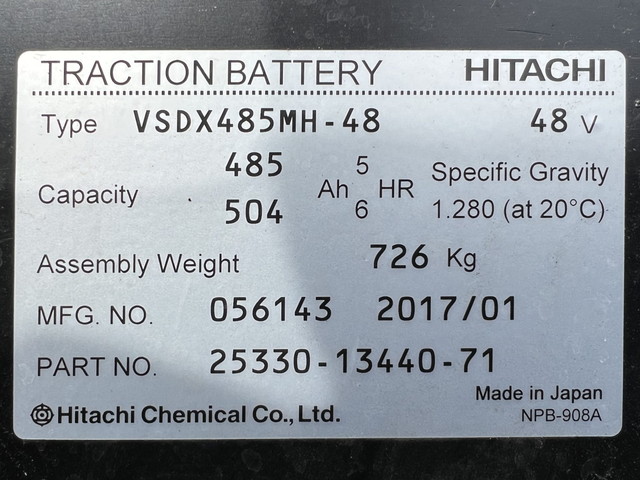 TRACTION BATTERY HITACHI
Type VSDX485MH-48 48 V
Capacity 485 Ah 5 HR Specific Gravity
504 6 1.280 (at 20°C)
Assembly Weight 726 Kg
MFG. NO. 056143 2017/01
PART NO. 25330-13440-71
Made in Japan
Hitachi Chemical Co., Ltd. NPB-908A